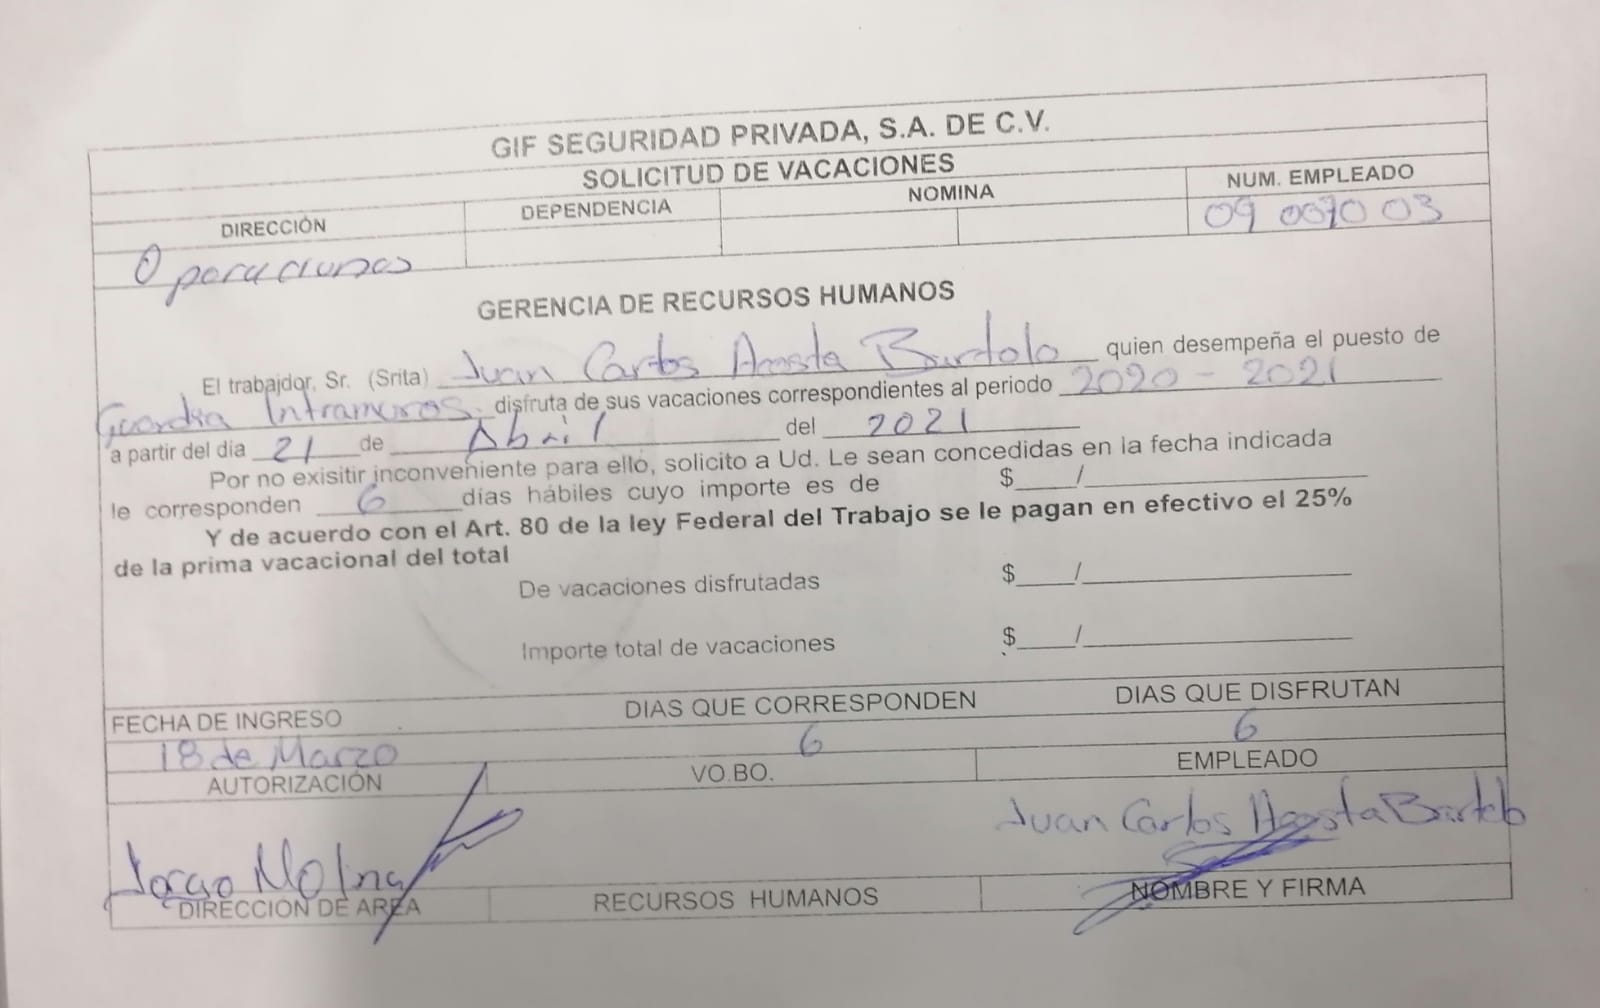 GIF SEGURIDAD PRIVADA, S.A. DE C.V.
SOLICITUD DE VACACIONES
DIRECCIÓN DEPENDENCIA NOMINA NUM. EMPLEADO
Operaciones 09 007003
GERENCIA DE RECURSOS HUMANOS
El trabajdor, Sr. (Srita) Juan Carlos Acosta Bartolo quien desempeña el puesto de
Guardia Intramuros. disfruta de sus vacaciones correspondientes al periodo 2020 - 2021
a partir del día 21 de Abril del 2021
Por no exisitir inconveniente para ello, solicito a Ud. Le sean concedidas en la fecha indicada
le corresponden 6 días hábiles cuyo importe es de $____/____
Y de acuerdo con el Art. 80 de la ley Federal del Trabajo se le pagan en efectivo el 25%
de la prima vacacional del total
De vacaciones disfrutadas $____/____
Importe total de vacaciones $____/____
FECHA DE INGRESO DIAS QUE CORRESPONDEN DIAS QUE DISFRUTAN
18 de Marzo 6 6
AUTORIZACIÓN VO.BO. EMPLEADO
Jorge Molina Juan Carlos Acosta Bartolo
DIRECCION DE AREA RECURSOS HUMANOS NOMBRE Y FIRMA